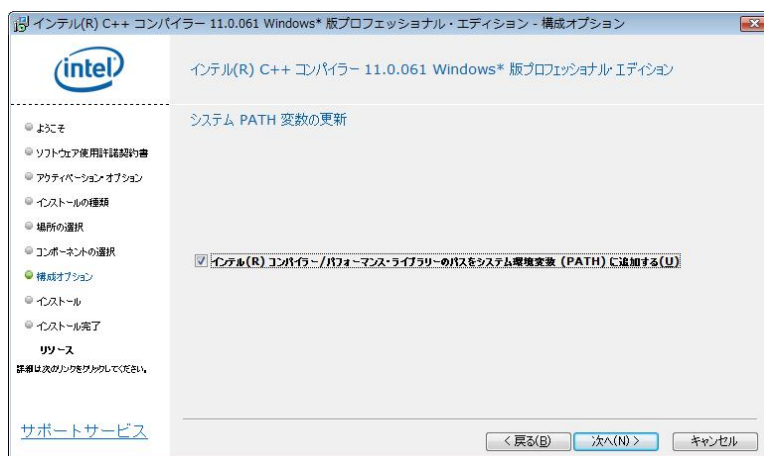 インテル(R) C++ コンパイラー 11.0.061 Windows* 版プロフェッショナル・エディション - 構成オプション
intel
インテル(R) C++ コンパイラー 11.0.061 Windows* 版プロフェッショナル・エディション
システム PATH 変数の更新
ようこそ
ソフトウェア使用許諾契約書
アクティベーション・オプション
インストールの種類
場所の選択
コンポーネントの選択
構成オプション
インストール
インストール完了
リソース
詳細は次のリンクをクリックしてください。
サポートサービス
インテル(R) コンパイラー/パフォーマンス・ライブラリーのパスをシステム環境変数 (PATH) に追加する(U)
< 戻る(B)
次へ(N) >
キャンセル